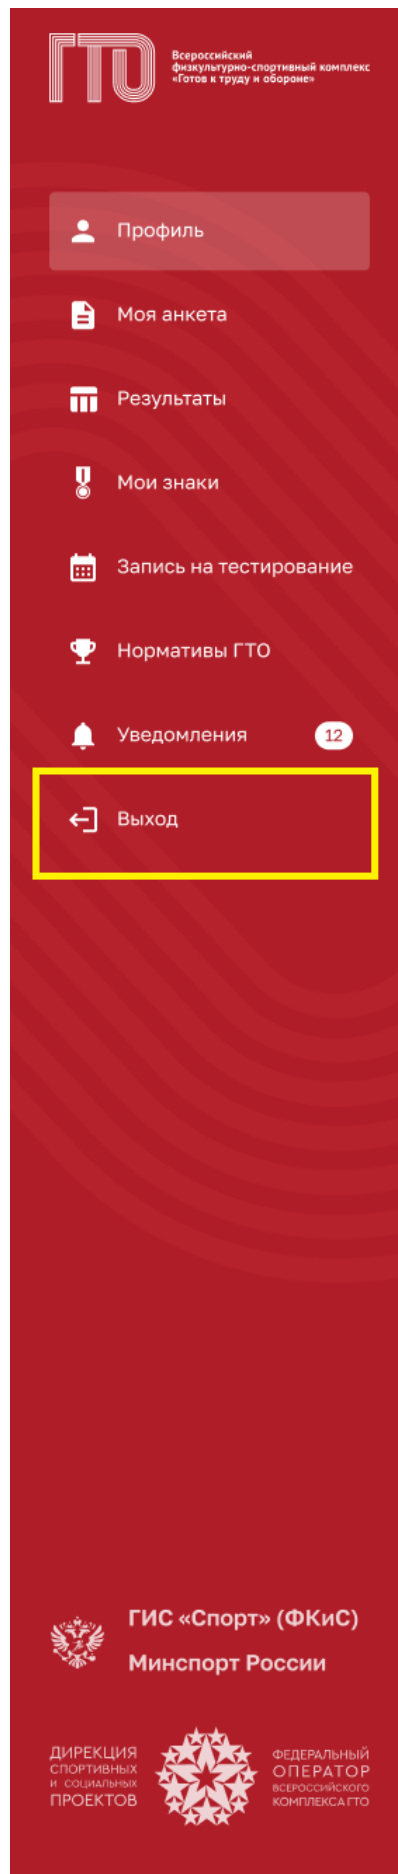 ГТО
Всероссийский
физкультурно-спортивный комплекс
«Готов к труду и обороне»
Профиль
Моя анкета
Результаты
Мои знаки
Запись на тестирование
Нормативы ГТО
Уведомления 12
Выход
ГИС «Спорт» (ФКиС)
Минспорт России
ДИРЕКЦИЯ
СПОРТИВНЫХ
И СОЦИАЛЬНЫХ
ПРОЕКТОВ
ФЕДЕРАЛЬНЫЙ
ОПЕРАТОР
ВСЕРОССИЙСКОГО
КОМПЛЕКСА ГТО